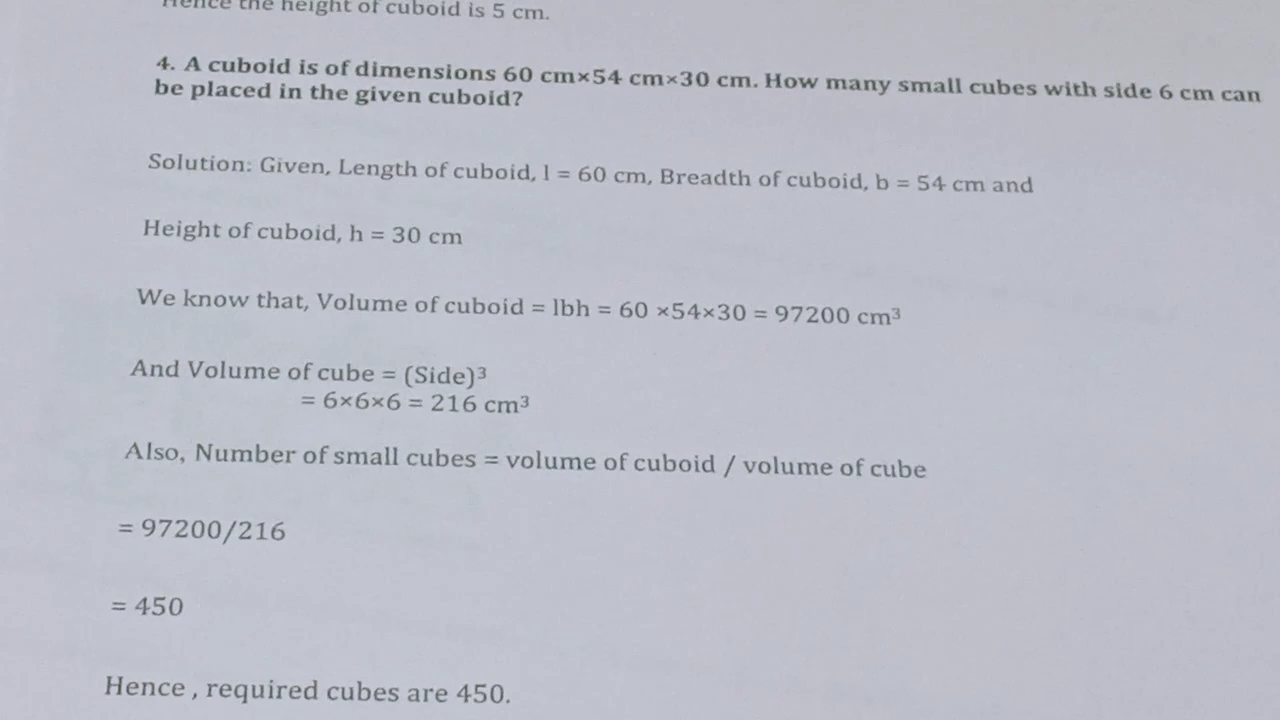 Hence the height of cuboid is 5 cm.
4. A cuboid is of dimensions 60 cm×54 cm×30 cm. How many small cubes with side 6 cm can
be placed in the given cuboid?
Solution: Given, Length of cuboid, l = 60 cm, Breadth of cuboid, b = 54 cm and
Height of cuboid, h = 30 cm
We know that, Volume of cuboid = lbh = 60 ×54×30 = 97200 cm³
And Volume of cube = (Side)³
= 6×6×6 = 216 cm³
Also, Number of small cubes = volume of cuboid / volume of cube
= 97200/216
= 450
Hence , required cubes are 450.